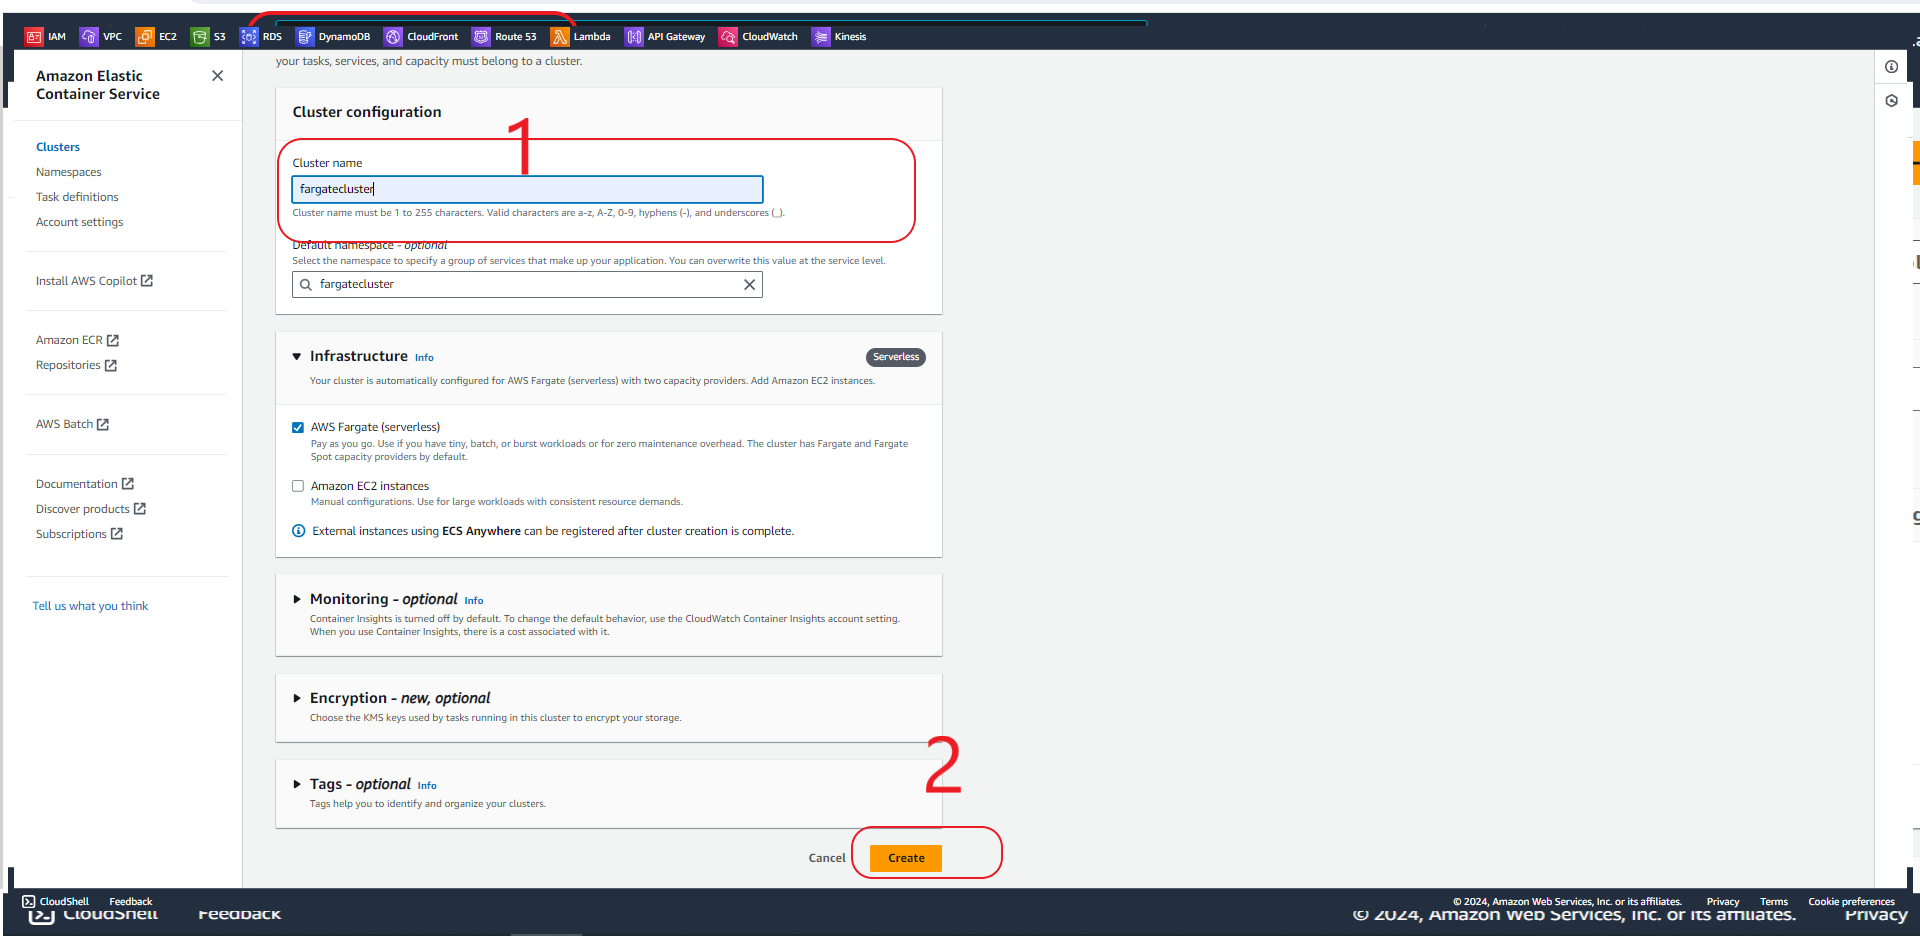 IAM VPC EC2 S3 RDS DynamoDB CloudFront Route 53 Lambda API Gateway CloudWatch Kinesis
Amazon Elastic
Container Service
Clusters
Namespaces
Task definitions
Account settings
Install AWS Copilot
Amazon ECR
Repositories
AWS Batch
Documentation
Discover products
Subscriptions
Tell us what you think
your tasks, services, and capacity must belong to a cluster.
Cluster configuration
1
Cluster name
fargatecluster
Cluster name must be 1 to 255 characters. Valid characters are a-z, A-Z, 0-9, hyphens (-), and underscores (_).
Default namespace - optional
Select the namespace to specify a group of services that make up your application. You can overwrite this value at the service level.
fargatecluster
Infrastructure Info
Serverless
Your cluster is automatically configured for AWS Fargate (serverless) with two capacity providers. Add Amazon EC2 instances.
AWS Fargate (serverless)
Pay as you go. Use if you have tiny, batch, or burst workloads or for zero maintenance overhead. The cluster has Fargate and Fargate
Spot capacity providers by default.
Amazon EC2 instances
Manual configurations. Use for large workloads with consistent resource demands.
External instances using ECS Anywhere can be registered after cluster creation is complete.
Monitoring - optional Info
Container Insights is turned off by default. To change the default behavior, use the CloudWatch Container Insights account setting.
When you use Container Insights, there is a cost associated with it.
Encryption - new, optional
Choose the KMS keys used by tasks running in this cluster to encrypt your storage.
2
Tags - optional Info
Tags help you to identify and organize your clusters.
Cancel Create
CloudShell Feedback © 2024, Amazon Web Services, Inc. or its affiliates. Privacy Terms Cookie preferences
CloudShell Feedback © 2024, Amazon Web Services, Inc. or its affiliates. Privacy